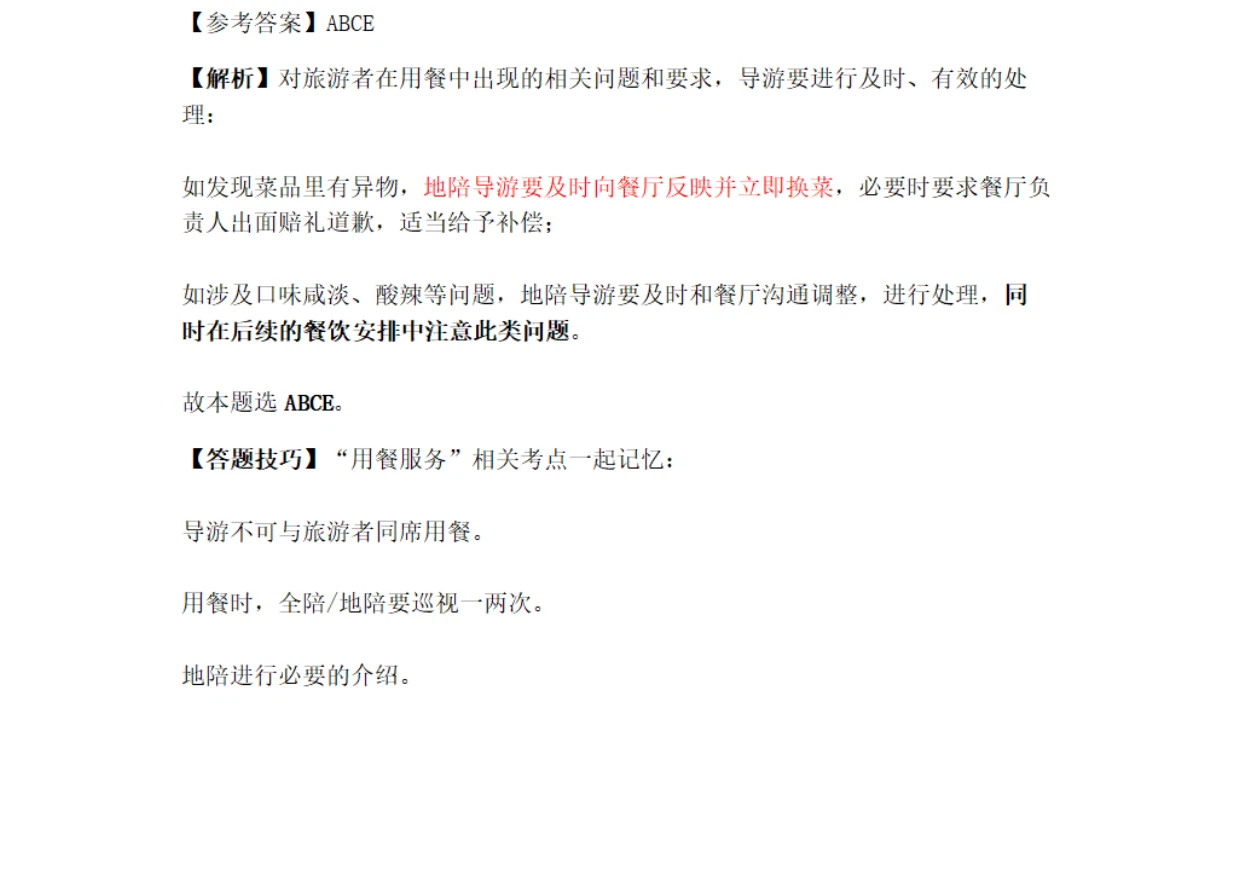 【参考答案】ABCE
【解析】对旅游者在用餐中出现的相关问题和要求，导游要进行及时、有效的处
理：
如发现菜品里有异物，地陪导游要及时向餐厅反映并立即换菜，必要时要求餐厅负
责人出面赔礼道歉，适当给予补偿；
如涉及口味咸淡、酸辣等问题，地陪导游要及时和餐厅沟通调整，进行处理，同
时在后续的餐饮安排中注意此类问题。
故本题选 ABCE。
【答题技巧】“用餐服务”相关考点一起记忆：
导游不可与旅游者同席用餐。
用餐时，全陪/地陪要巡视一两次。
地陪进行必要的介绍。